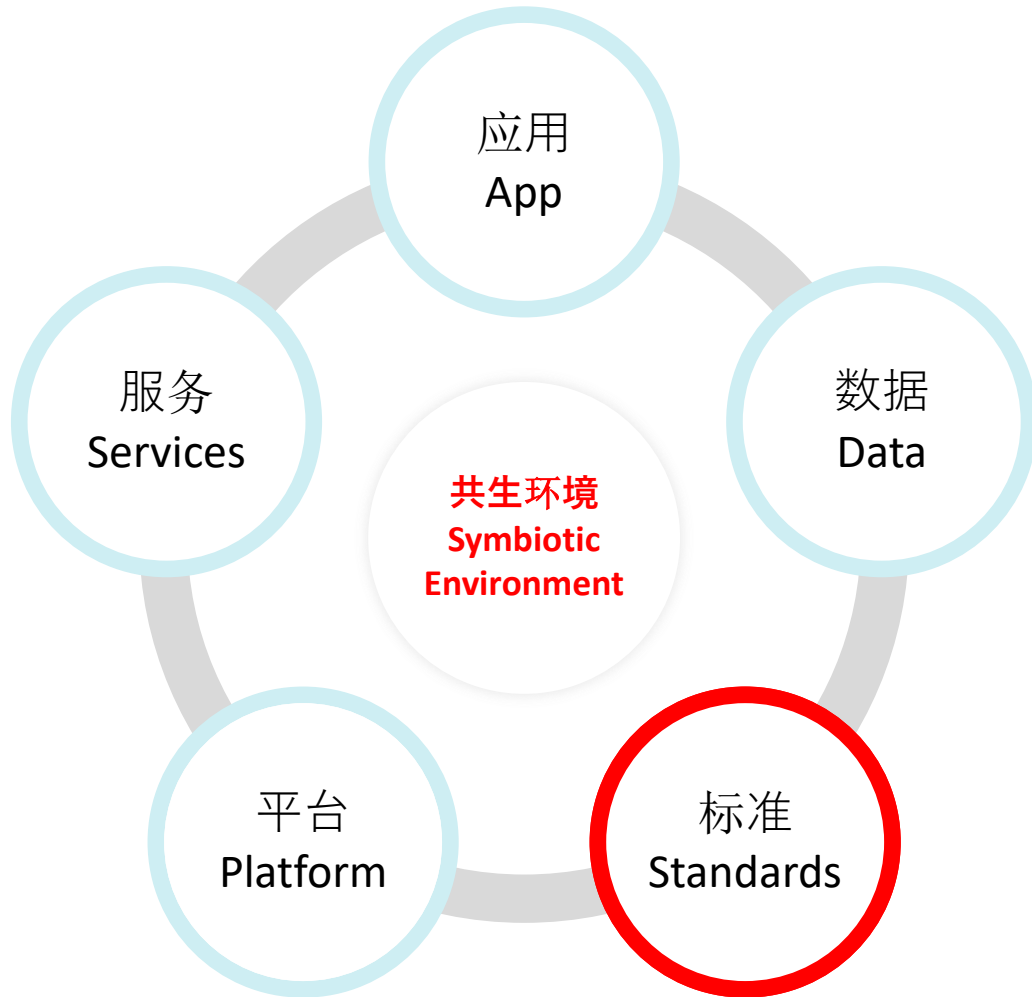 应用
App
数据
Data
标准
Standards
平台
Platform
服务
Services
共生环境
Symbiotic
Environment